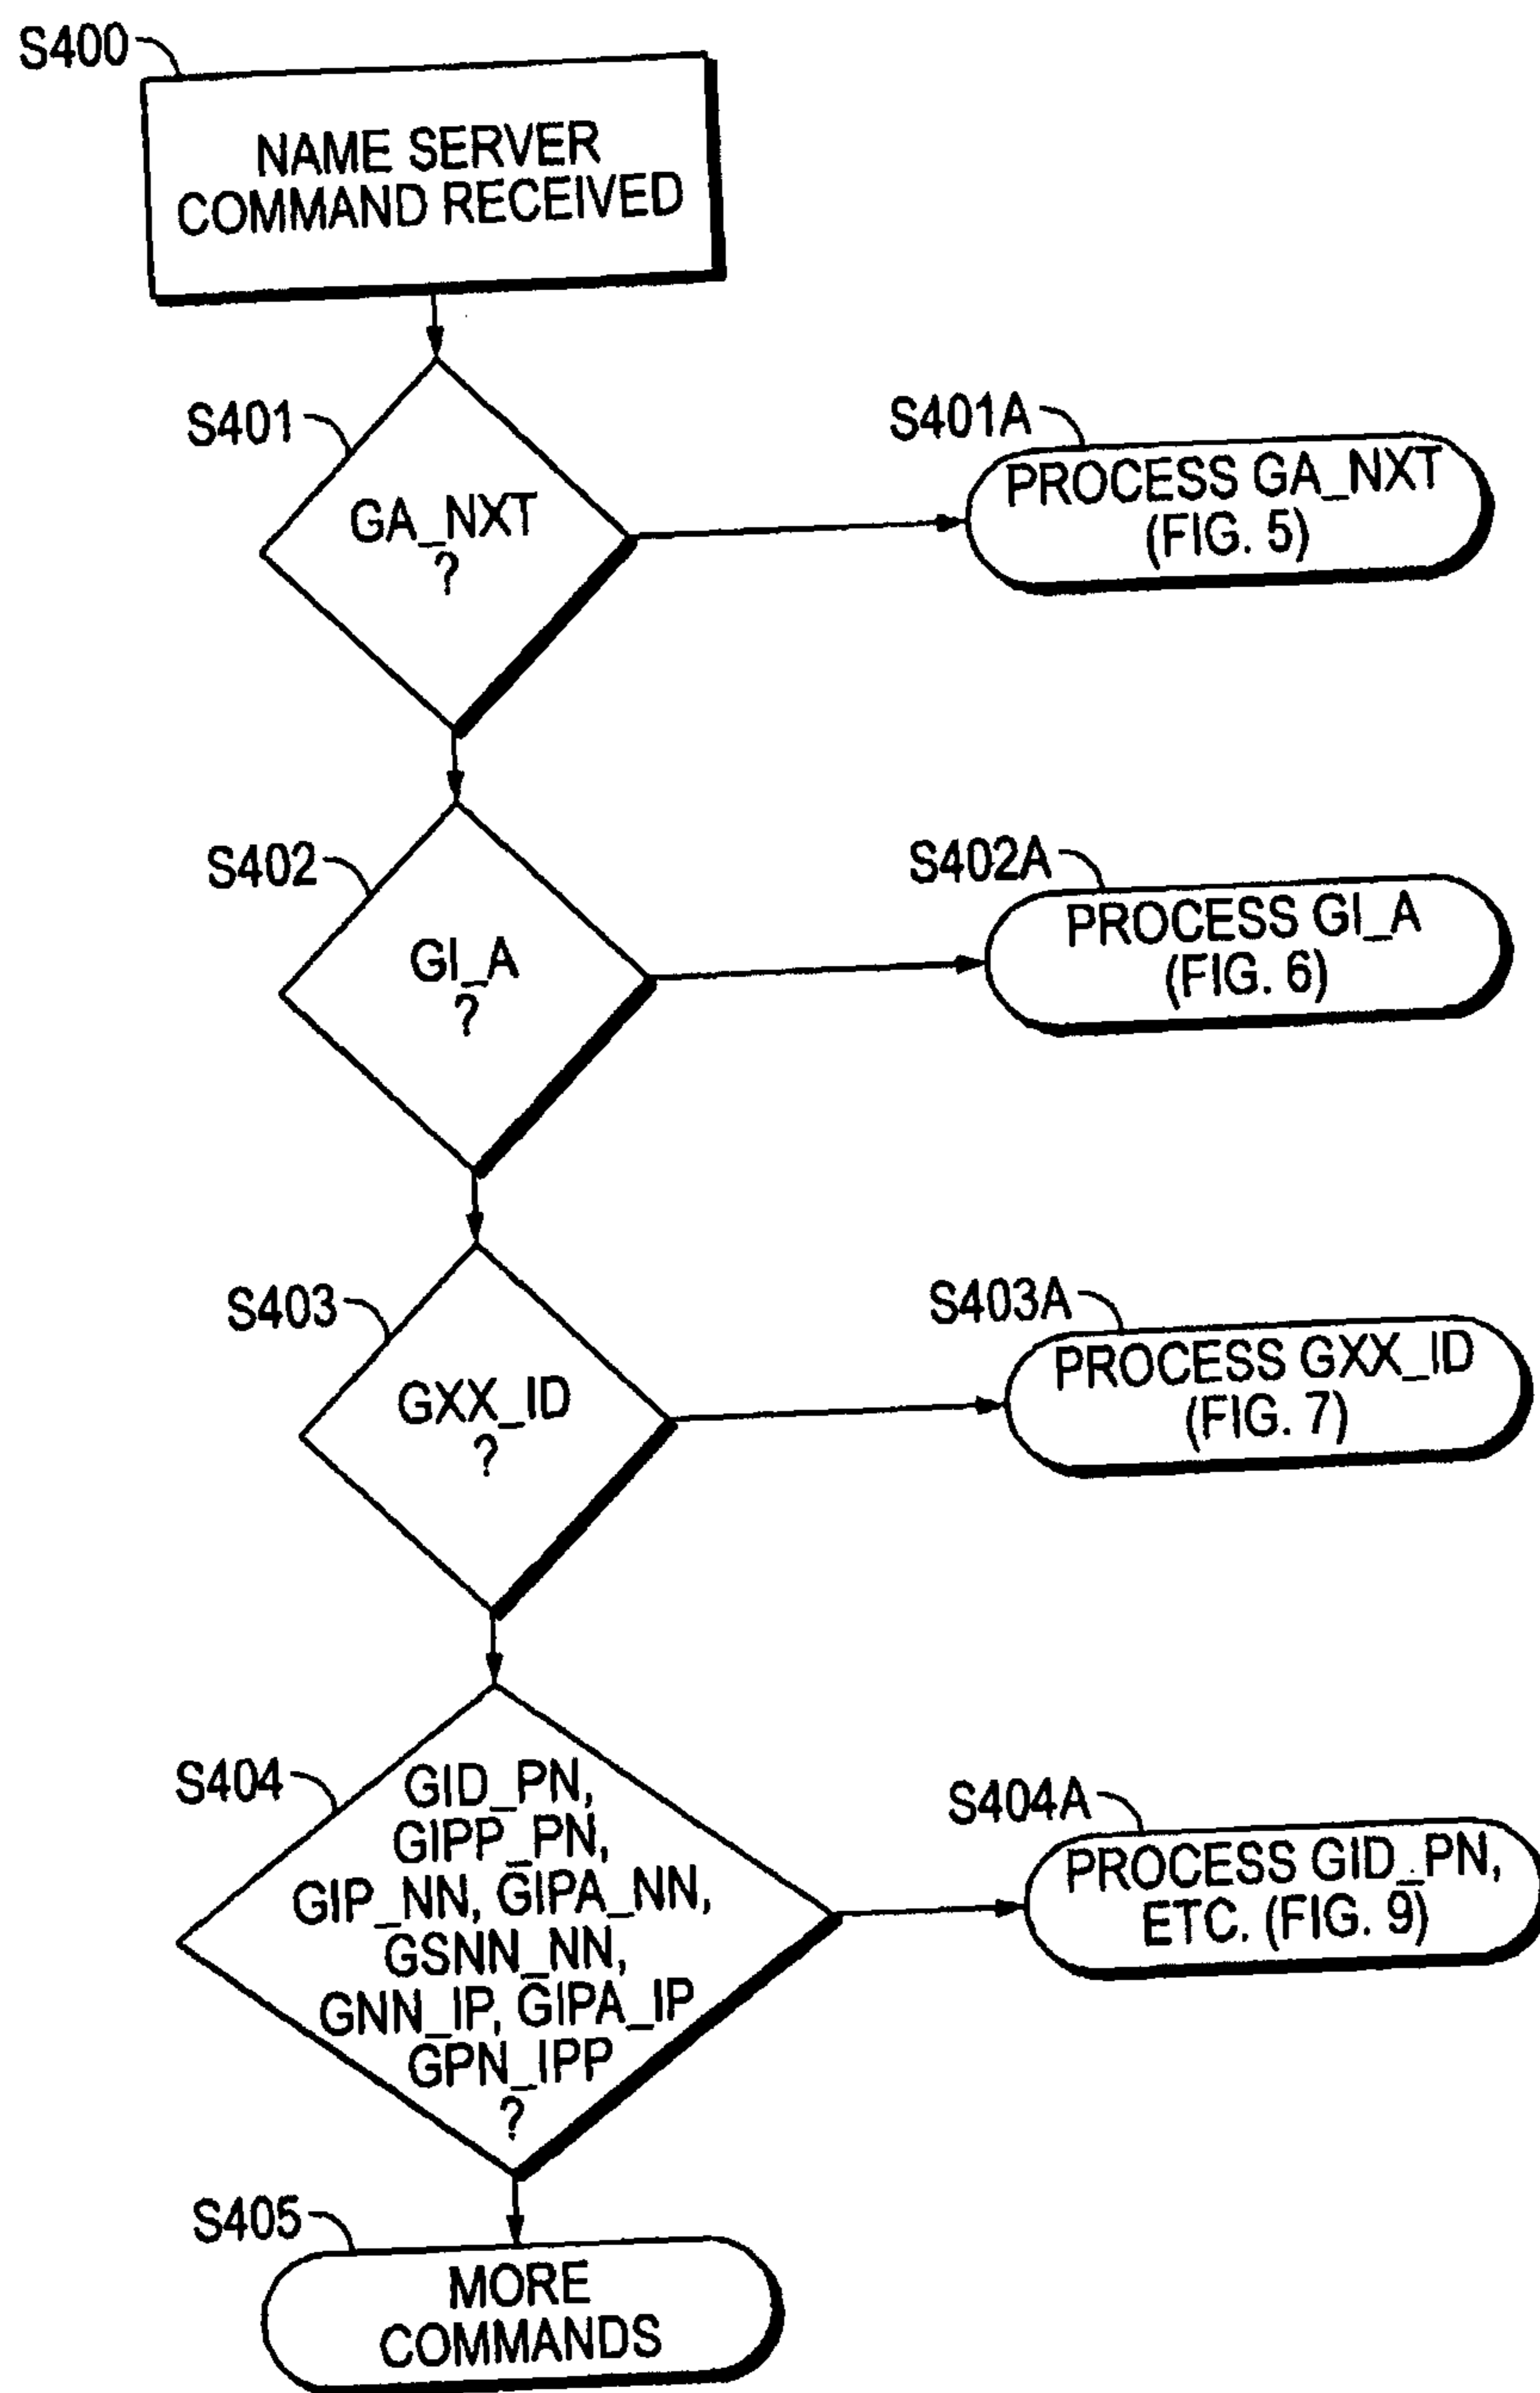 S400
NAME SERVER
COMMAND RECEIVED
S401
GA_NXT
?
S401A
PROCESS GA_NXT
(FIG. 5)
S402
GI_A
?
S402A
PROCESS GI_A
(FIG. 6)
S403
GXX_ID
?
S403A
PROCESS GXX_ID
(FIG. 7)
S404
GID_PN,
GIPP_PN,
GIP_NN, GIPA_NN,
GSNN_NN,
GNN_IP, GIPA_IP
GPN_IPP
?
S404A
PROCESS GID_PN,
ETC. (FIG. 9)
S405
MORE
COMMANDS